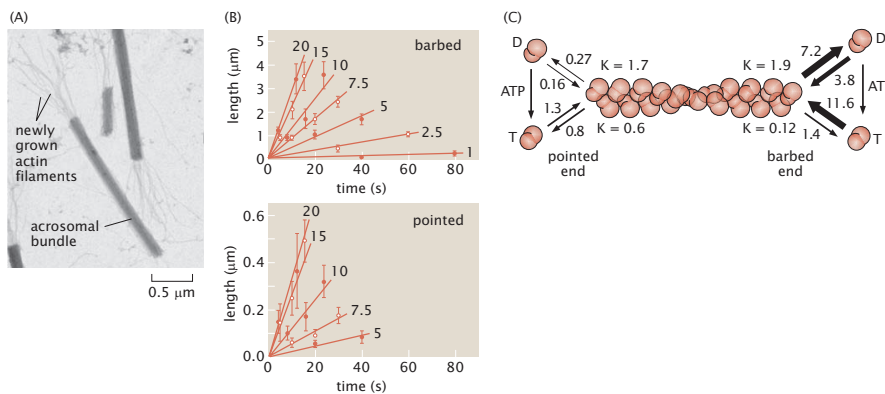 (A)
newly
grown
actin
filaments
acrosomal
bundle
0.5 μm
(B)
barbed
length (μm)
5
4
3
2
1
0
20
15
10
7.5
5
2.5
1
0 20 40 60 80
time (s)
pointed
length (μm)
0.6
0.4
0.2
0.0
20
15
10
7.5
5
0 20 40 60 80
time (s)
(C)
D
0.27
0.16
K = 1.7
ATP
1.3
0.8
K = 0.6
T
pointed
end
K = 1.9
7.2
D
3.8
AT
11.6
K = 0.12
1.4
T
barbed
end